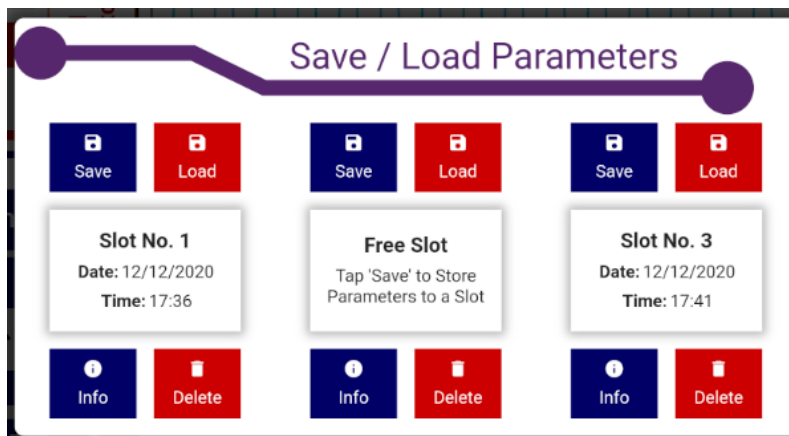 Save / Load Parameters
Save Load Save Load Save Load
Slot No. 1
Date: 12/12/2020
Time: 17:36
Free Slot
Tap 'Save' to Store
Parameters to a Slot
Slot No. 3
Date: 12/12/2020
Time: 17:41
Info Delete Info Delete Info Delete